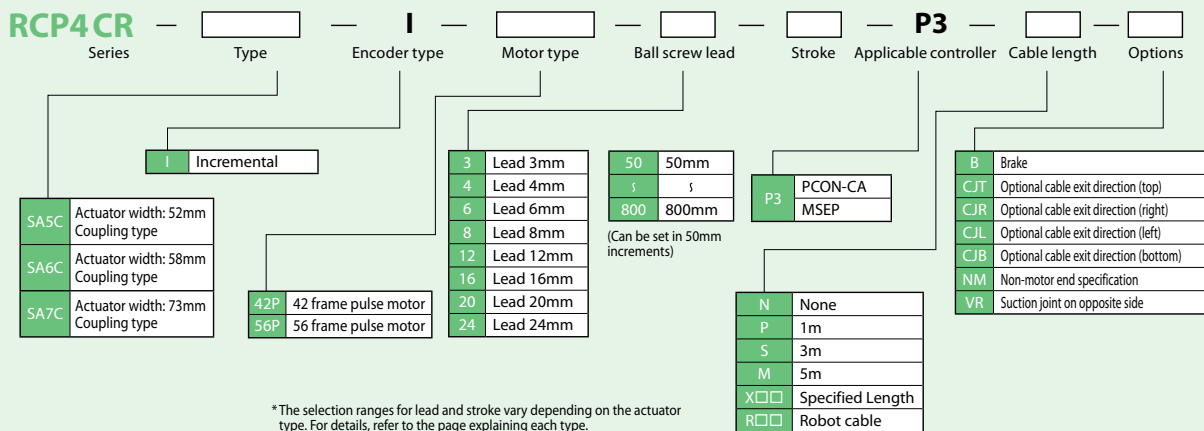 RCP4CR — — I — — — — P3 — —
Series Type Encoder type Motor type Ball screw lead Stroke Applicable controller Cable length Options
I Incremental
SA5C Actuator width: 52mm
Coupling type
SA6C Actuator width: 58mm
Coupling type
SA7C Actuator width: 73mm
Coupling type
42P 42 frame pulse motor
56P 56 frame pulse motor
3 Lead 3mm
4 Lead 4mm
6 Lead 6mm
8 Lead 8mm
12 Lead 12mm
16 Lead 16mm
20 Lead 20mm
24 Lead 24mm
50 50mm
≀ ≀
800 800mm
(Can be set in 50mm
increments)
P3 PCON-CA
MSEP
N None
P 1m
S 3m
M 5m
X□□ Specified Length
R□□ Robot cable
B Brake
CJT Optional cable exit direction (top)
CJR Optional cable exit direction (right)
CJL Optional cable exit direction (left)
CJB Optional cable exit direction (bottom)
NM Non-motor end specification
VR Suction joint on opposite side
*The selection ranges for lead and stroke vary depending on the actuator
type. For details, refer to the page explaining each type.